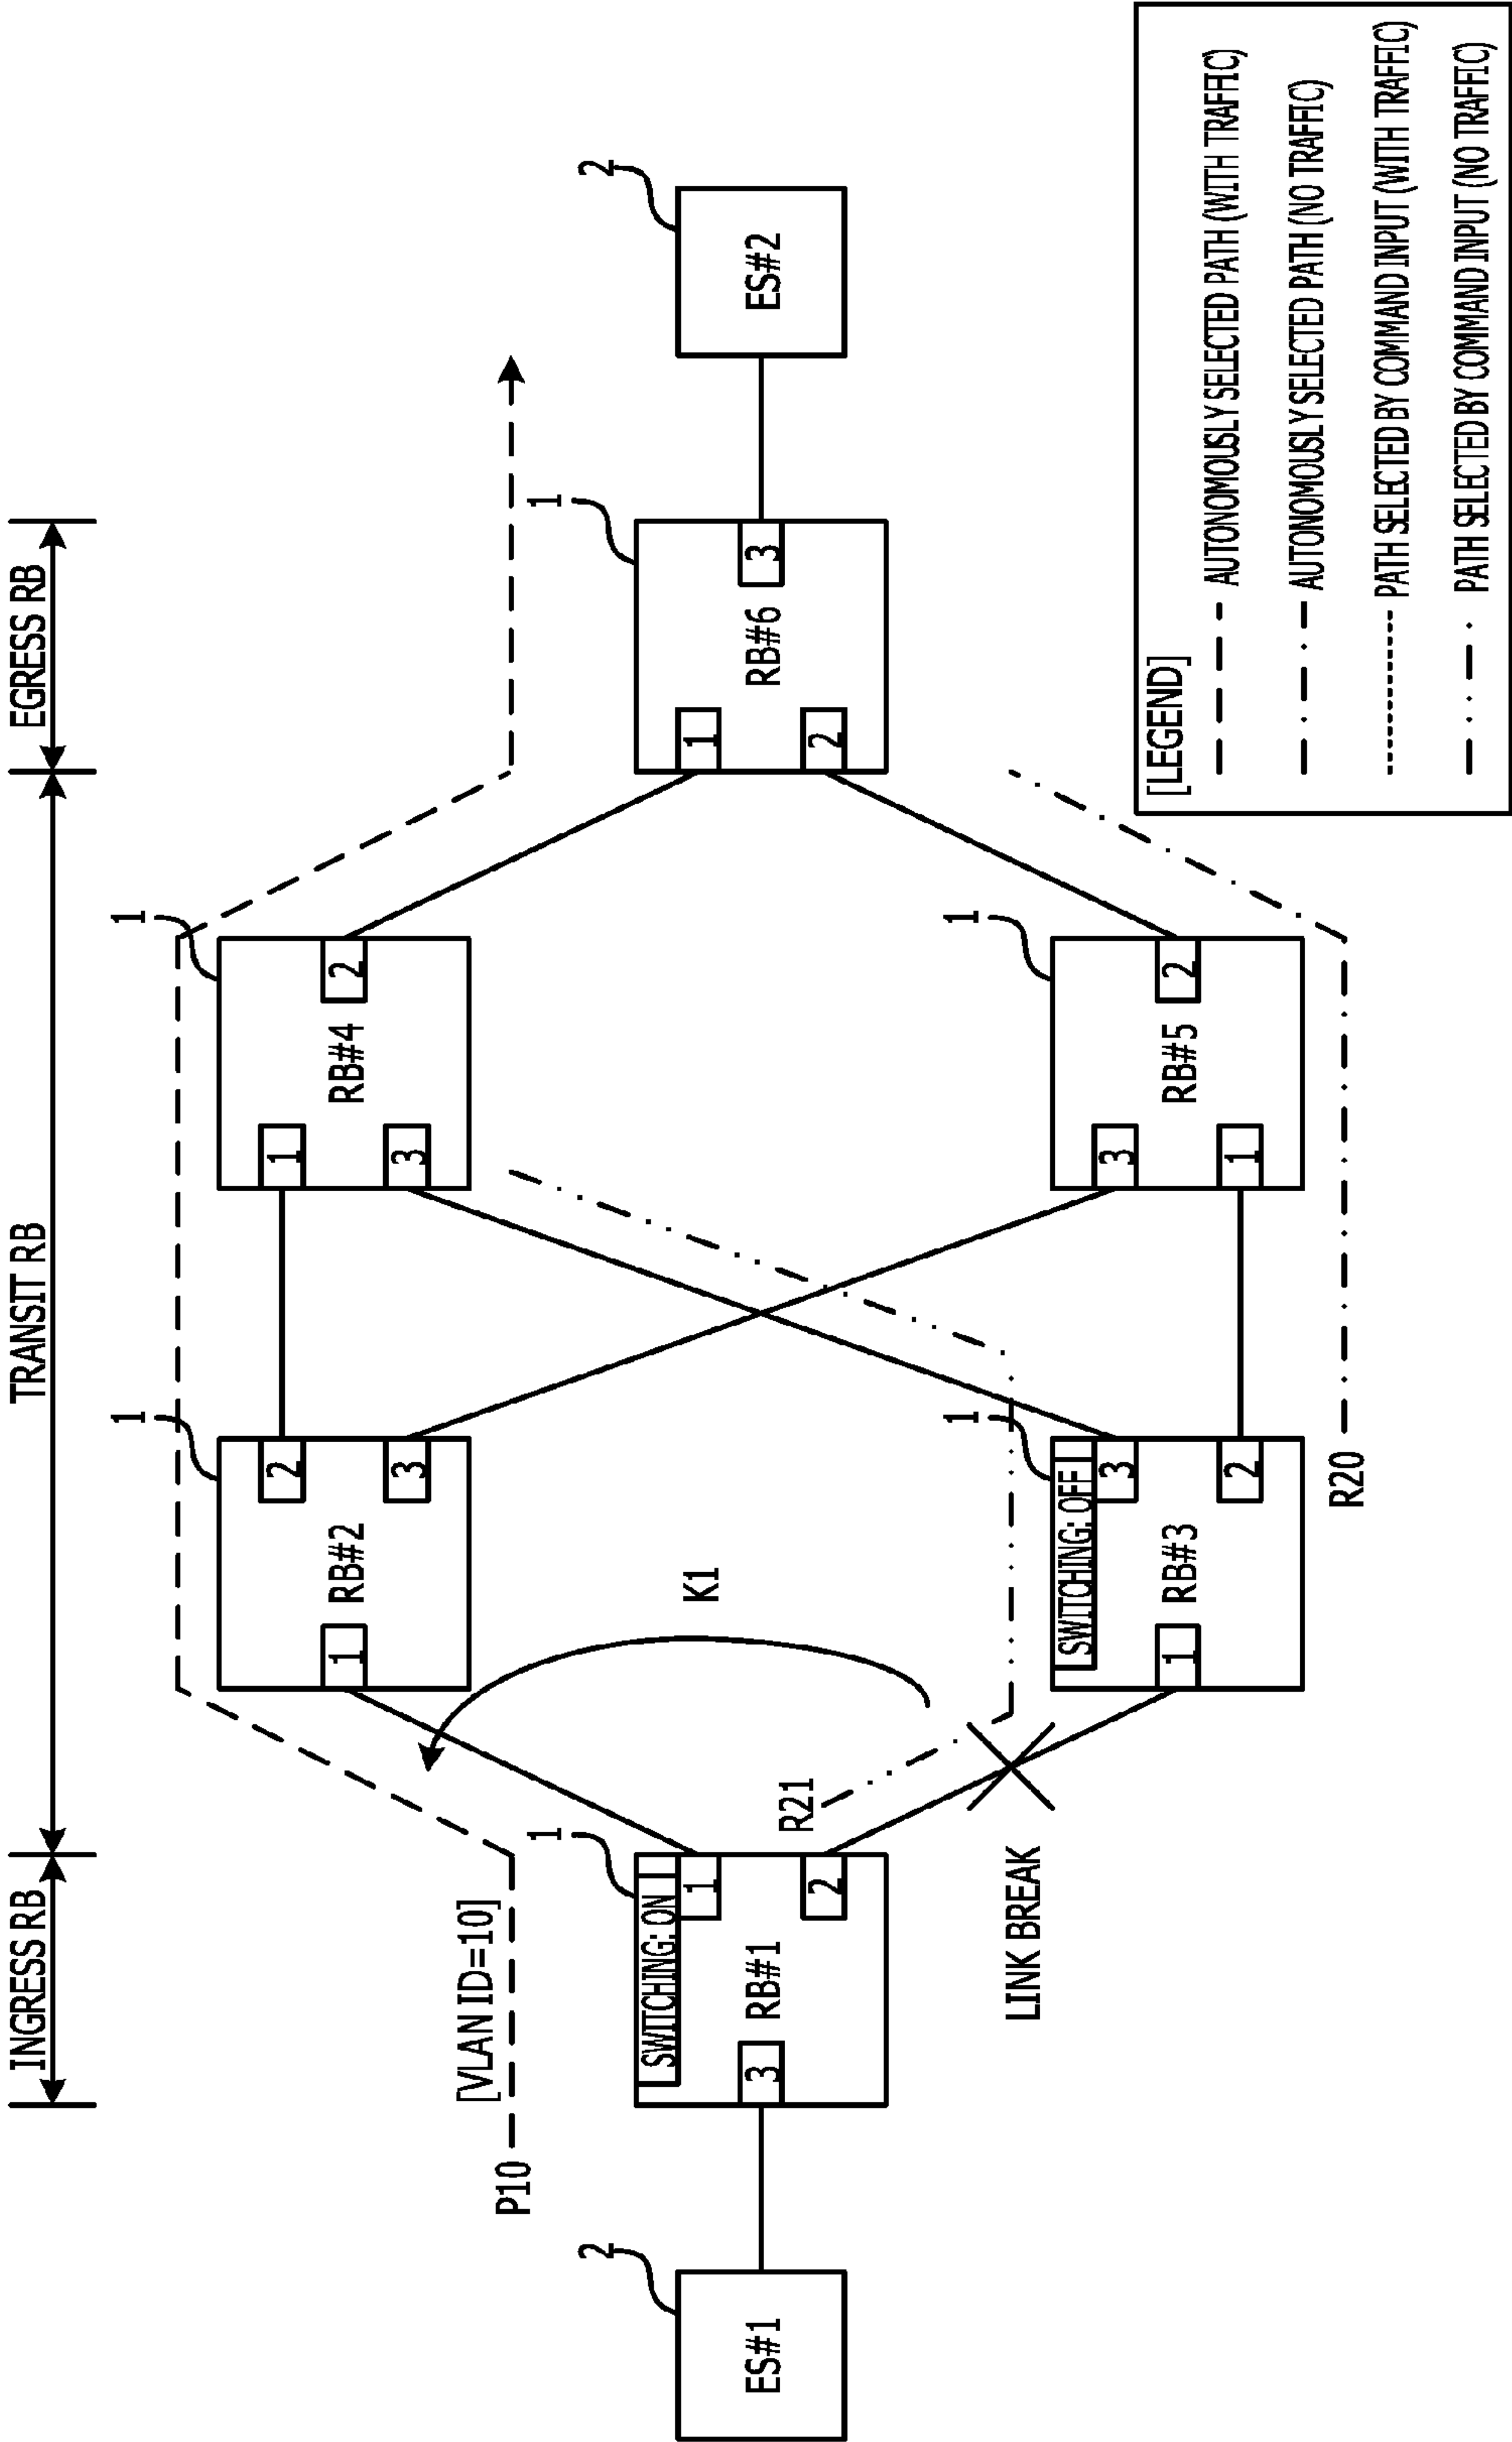 INGRESS RB
TRANSIT RB
EGRESS RB
1
1
RB#2
1
2
3
RB#4
1
3
2
[VLAN ID=10]
P10
K1
2
ES#1
1
SWITCHING: ON
RB#1
3
1
2
R21
1
RB#6
1
2
3
2
ES#2
LINK BREAK
1
SWITCHING: OFF
RB#3
1
3
2
1
RB#5
3
1
2
R20
[LEGEND]
AUTONOMOUSLY SELECTED PATH (WITH TRAFFIC)
AUTONOMOUSLY SELECTED PATH (NO TRAFFIC)
PATH SELECTED BY COMMAND INPUT (WITH TRAFFIC)
PATH SELECTED BY COMMAND INPUT (NO TRAFFIC)